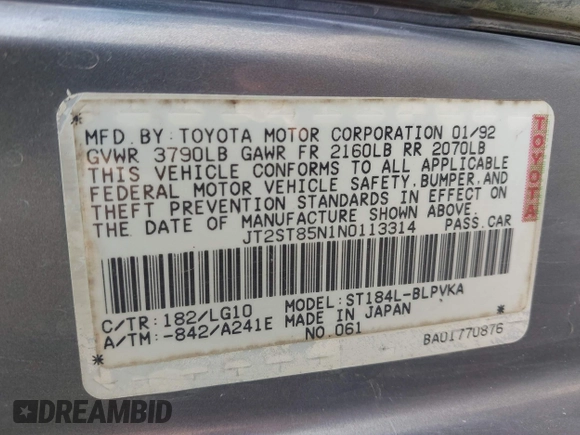 MFD.BY:TOYOTA MOTOR CORPORATION 01/92
GVWR 3790LB GAWR FR 2160LB RR 2070LB
THIS VEHICLE CONFORMS TO ALL APPLICABLE
FEDERAL MOTOR VEHICLE SAFETY,BUMPER,AND
THEFT PREVENTION STANDARDS IN EFFECT ON
THE DATE OF MANUFACTURE SHOWN ABOVE.
JT2ST85N1N0113314 PASS.CAR
TOYOTA
C/TR:182/LG10 MODEL:ST184L-BLPVKA
A/TM:-842/A241E MADE IN JAPAN
NO 061 BA01770876
DREAMBID